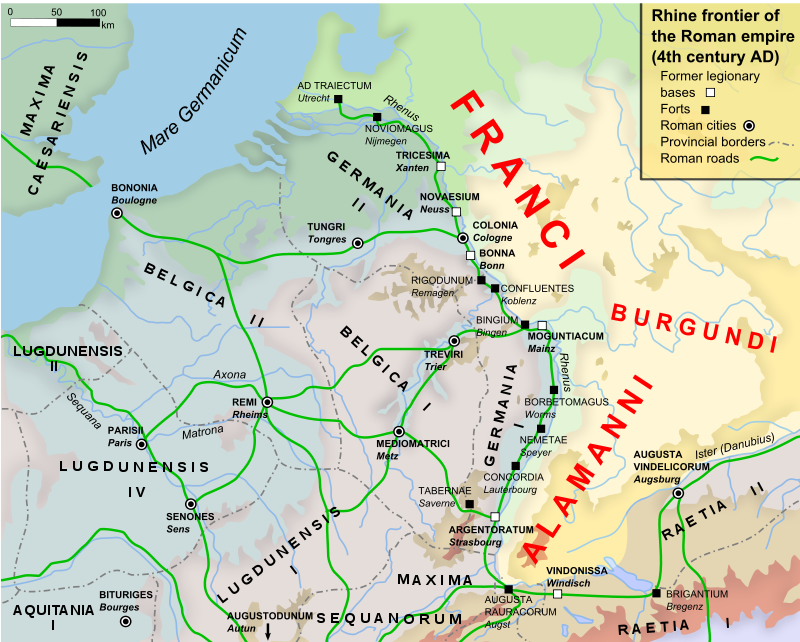 0 50 100
km
Rhine frontier of
the Roman empire
(4th century AD)
Former legionary
bases
Forts
Roman cities
Provincial borders
Roman roads
MAXIMA
CAESARIENSIS
Mare Germanicum
AD TRAIECTUM
Utrecht
Rhenus
NOVIOMAGUS
Nijmegen
FRANCI
TRICESIMA
Xanten
GERMANIA
II
BONONIA
Boulogne
NOVAESIUM
Neuss
TUNGRI
Tongres
COLONIA
Cologne
BONNA
Bonn
BELGICA II
RIGODUNUM
Remagen
CONFLUENTES
Koblenz
BURGUNDI
BINGIUM
Bingen
MOGUNTIACUM
Mainz
BELGICA I
TREVIRI
Trier
LUGDUNENSIS
II
Axona
Rhenus
Sequana
REMI
Rheims
GERMANIA
I
BORBETOMAGUS
Worms
ALAMANNI
PARISII
Paris
Matrona
MEDIOMATRICI
Metz
NEMETAE
Speyer
Ister (Danubius)
AUGUSTA
VINDELICORUM
Augsburg
LUGDUNENSIS
IV
CONCORDIA
Lauterbourg
TABERNAE
Saverne
SENONES
Sens
ARGENTORATUM
Strasbourg
RAETIA II
LUGDUNENSIS
I
MAXIMA
SEQUANORUM
VINDONISSA
Windisch
BITURIGES
Bourges
AQUITANIA
I
AUGUSTODUNUM
Autun
AUGUSTA
RAURACORUM
Augst
BRIGANTIUM
Bregenz
RAETIA I